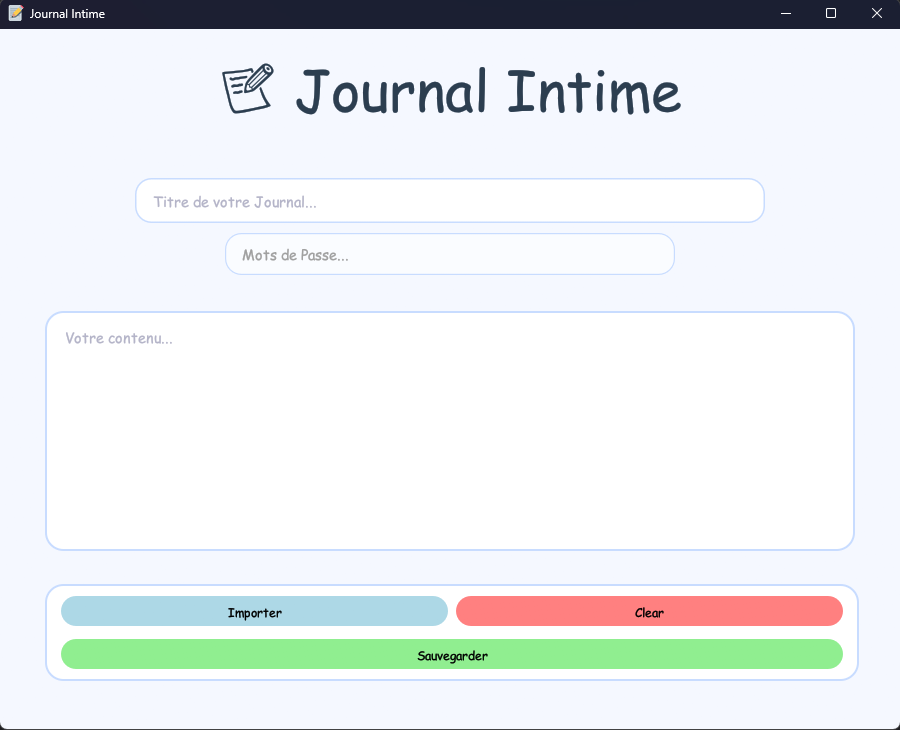 Journal Intime
Journal Intime
Titre de votre Journal...
Mots de Passe...
Votre contenu...
Importer
Clear
Sauvegarder